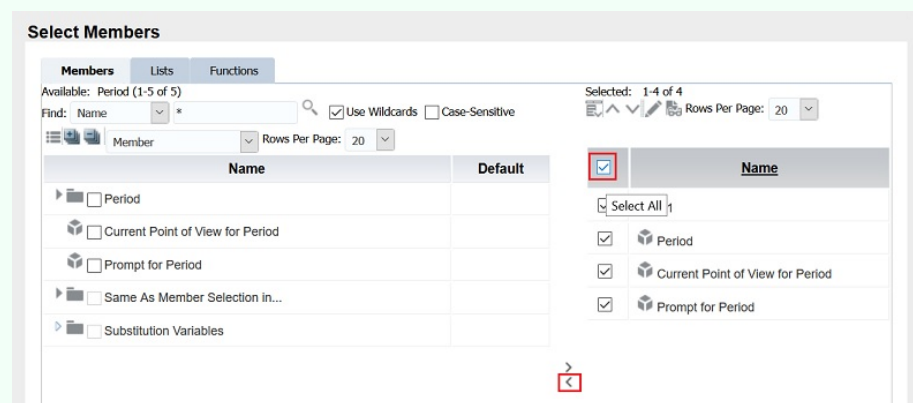 Select Members
Members Lists Functions
Available: Period (1-5 of 5)
Find: Name * Use Wildcards Case-Sensitive
Member Rows Per Page: 20
Name Default
Period
Current Point of View for Period
Prompt for Period
Same As Member Selection in...
Substitution Variables
Selected: 1-4 of 4
Rows Per Page: 20
Name
Select All 1
Period
Current Point of View for Period
Prompt for Period